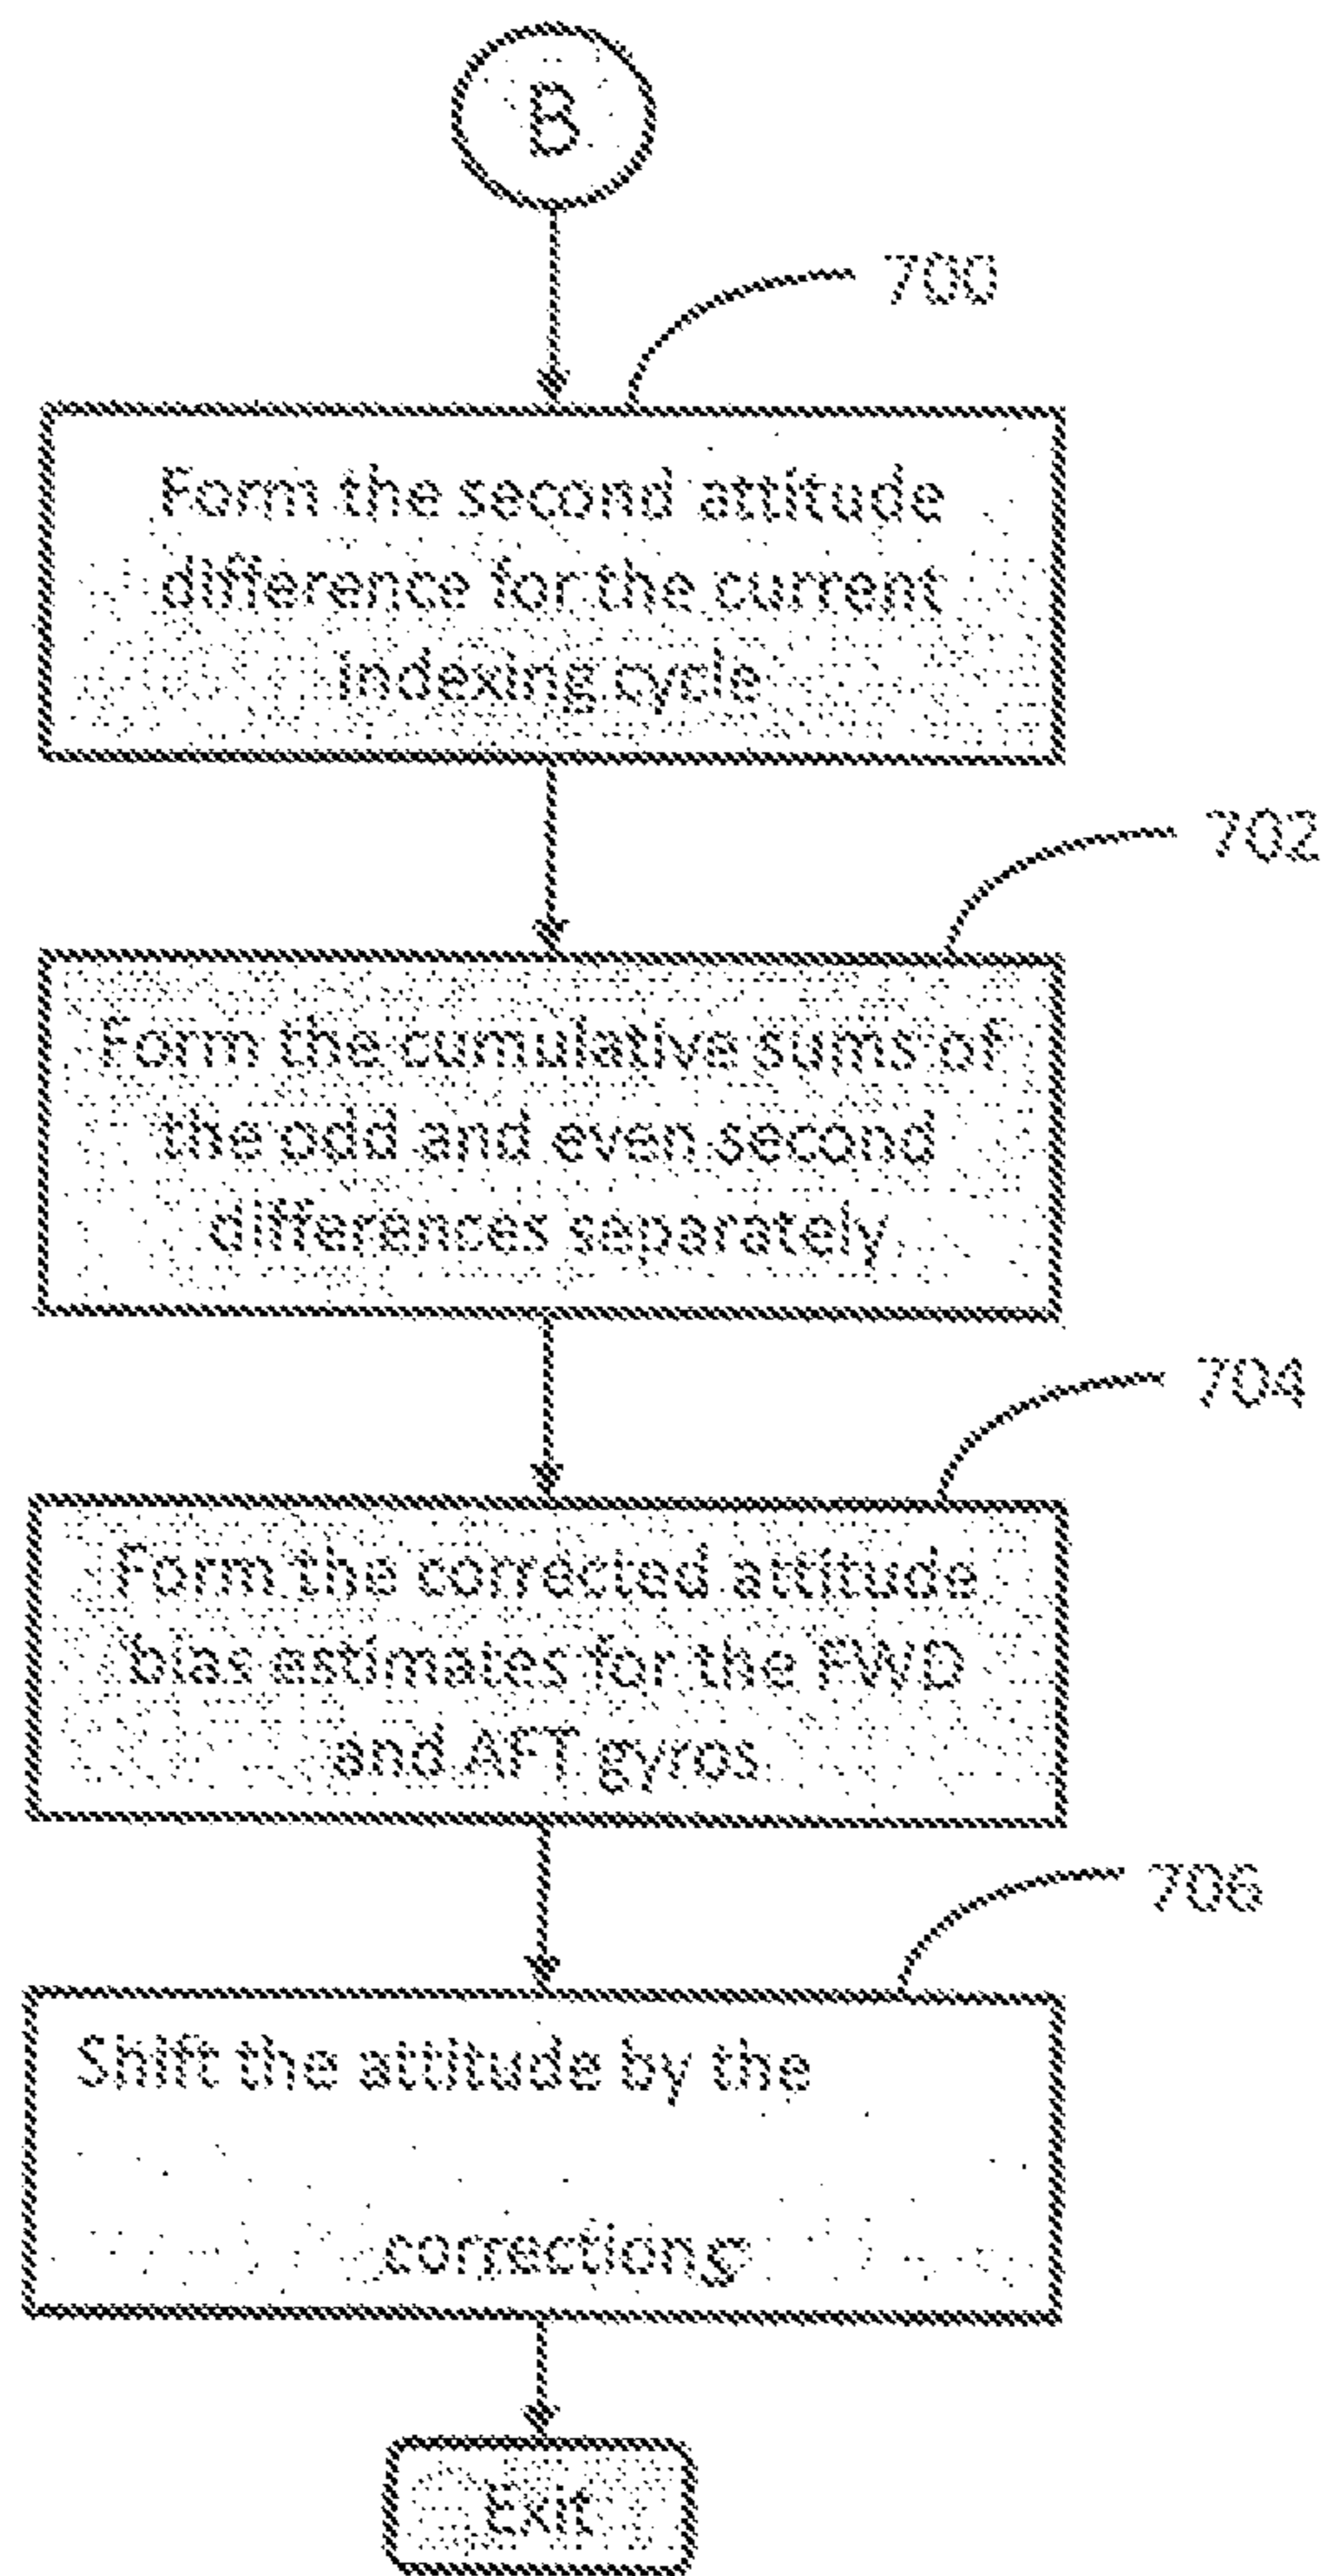 B
700
Form the second attitude
difference for the current
indexing cycle
702
Form the cumulative sums of
the odd and even second
differences separately
704
Form the corrected attitude
bias estimates for the FWD
and AFT gyros
706
Shift the attitude by the
corrections
Exit